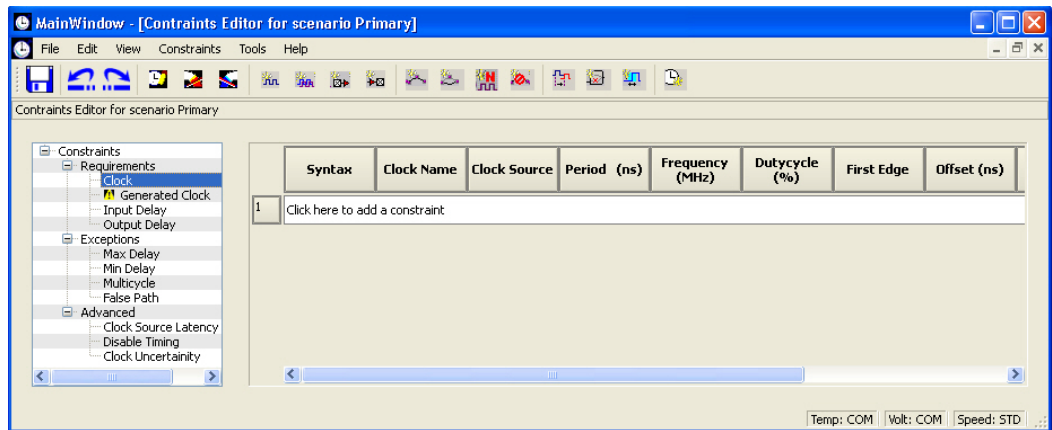 MainWindow - [Contraints Editor for scenario Primary]
File Edit View Constraints Tools Help
Contraints Editor for scenario Primary
Constraints
Requirements
Clock
Generated Clock
Input Delay
Output Delay
Exceptions
Max Delay
Min Delay
Multicycle
False Path
Advanced
Clock Source Latency
Disable Timing
Clock Uncertainity
Syntax Clock Name Clock Source Period (ns) Frequency (MHz) Dutycycle (%) First Edge Offset (ns)
1 Click here to add a constraint
Temp: COM Volt: COM Speed: STD